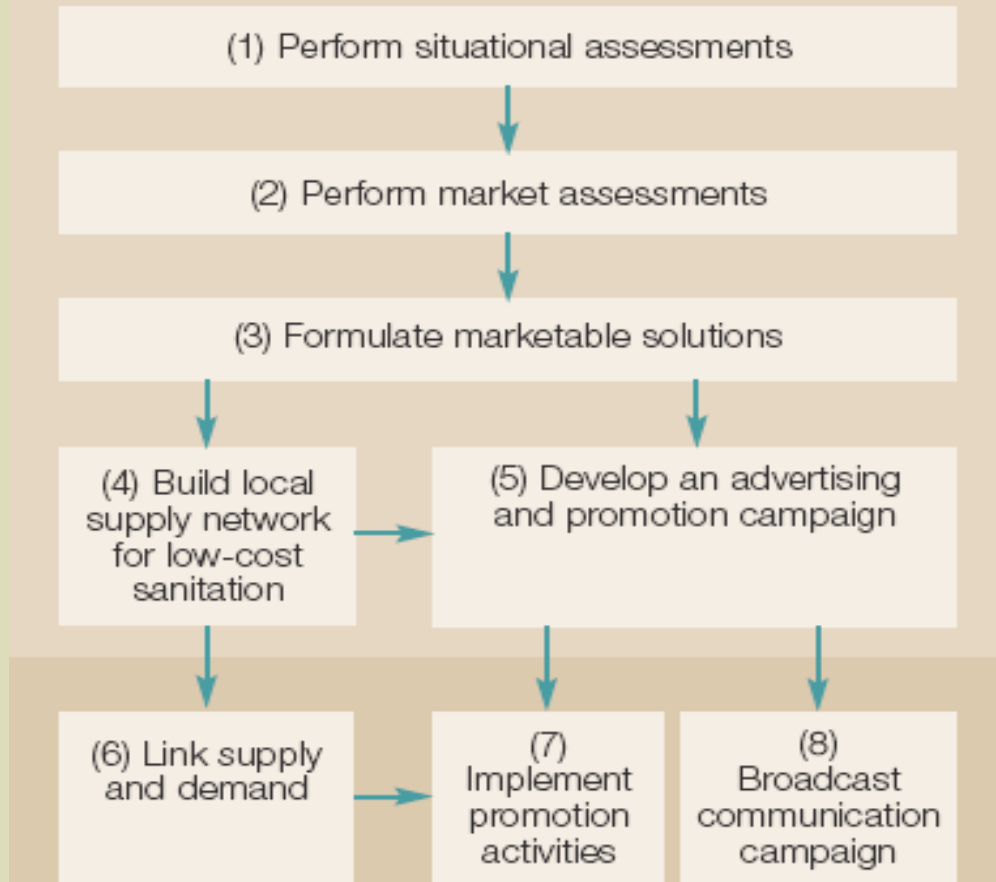 (1) Perform situational assessments
(2) Perform market assessments
(3) Formulate marketable solutions
(4) Build local
supply network
for low-cost
sanitation
(5) Develop an advertising
and promotion campaign
(6) Link supply
and demand
(7)
Implement
promotion
activities
(8)
Broadcast
communication
campaign